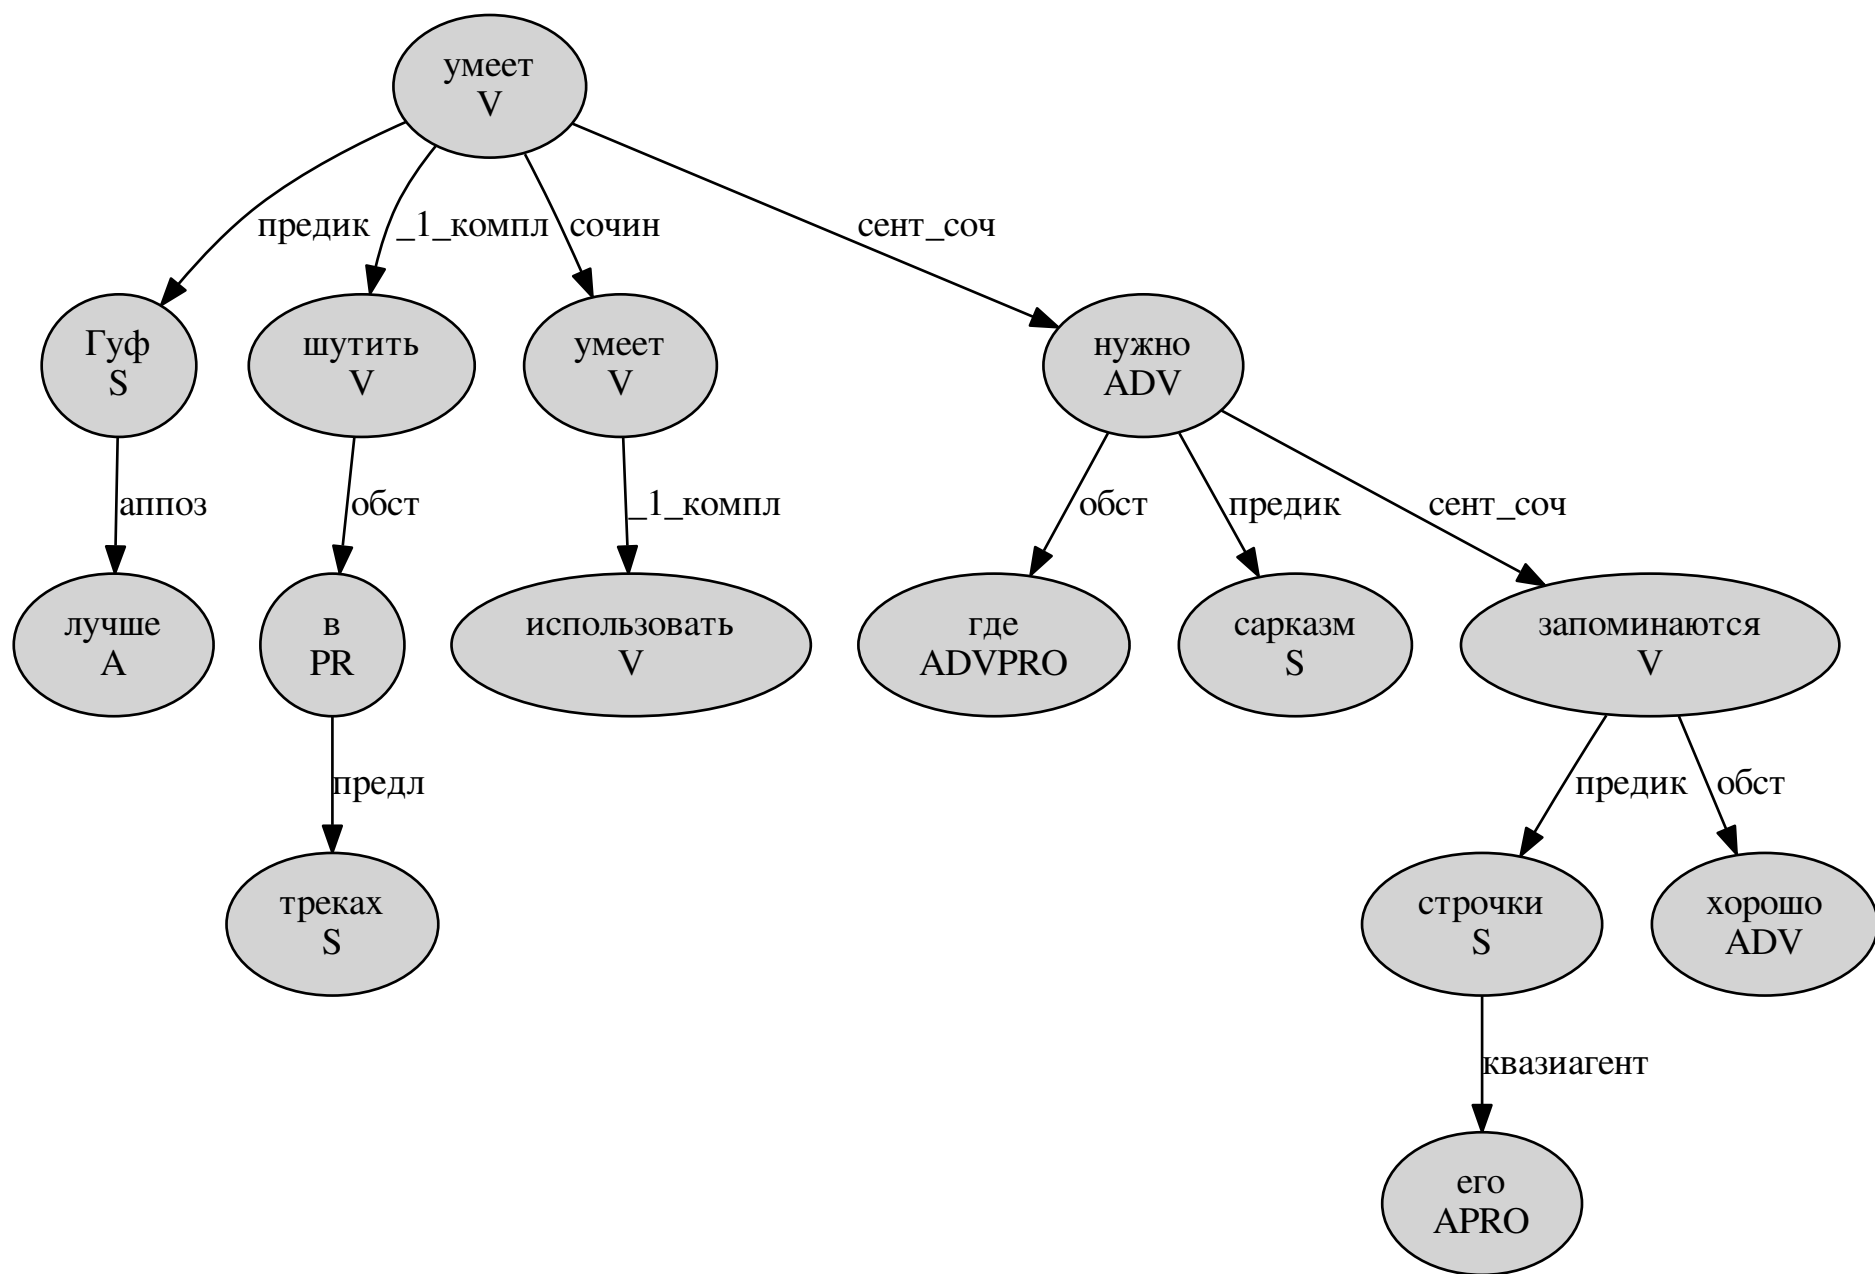 умеет
V
предик
_1_компл
сочин
сент_соч
Гуф
S
шутить
V
умеет
V
нужно
ADV
аппоз
обст
_1_компл
обст
предик
сент_соч
лучше
A
в
PR
использовать
V
где
ADVPRO
сарказм
S
запоминаются
V
предл
предик
обст
треках
S
строчки
S
хорошо
ADV
квазиагент
его
APRO